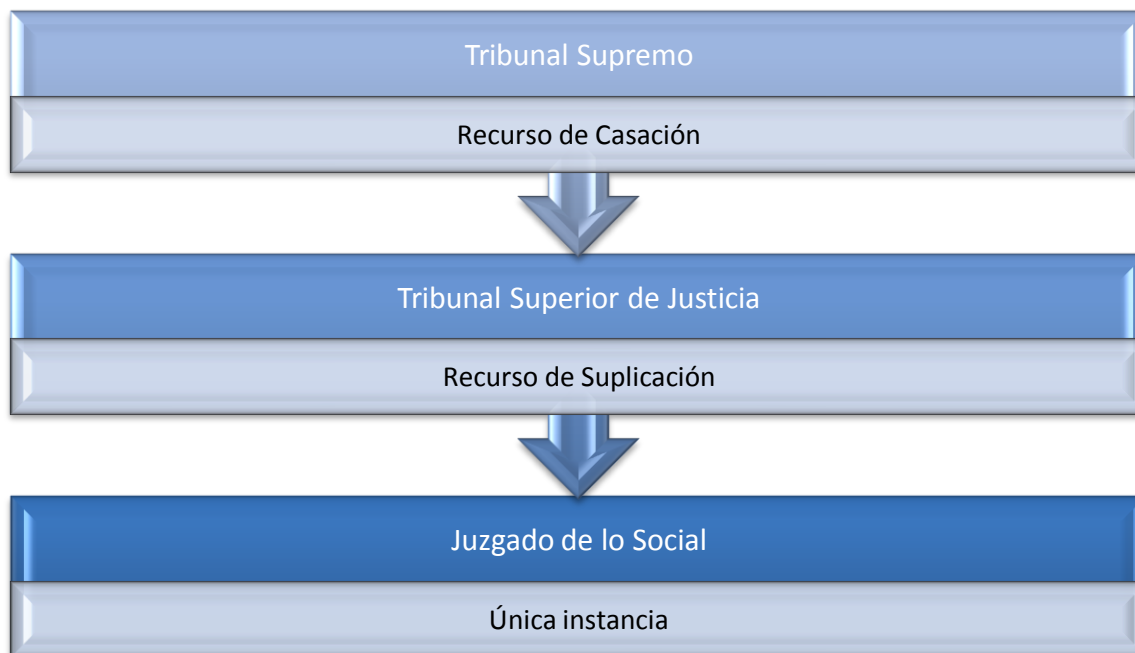 Tribunal Supremo
Recurso de Casación
Tribunal Superior de Justicia
Recurso de Suplicación
Juzgado de lo Social
Única instancia